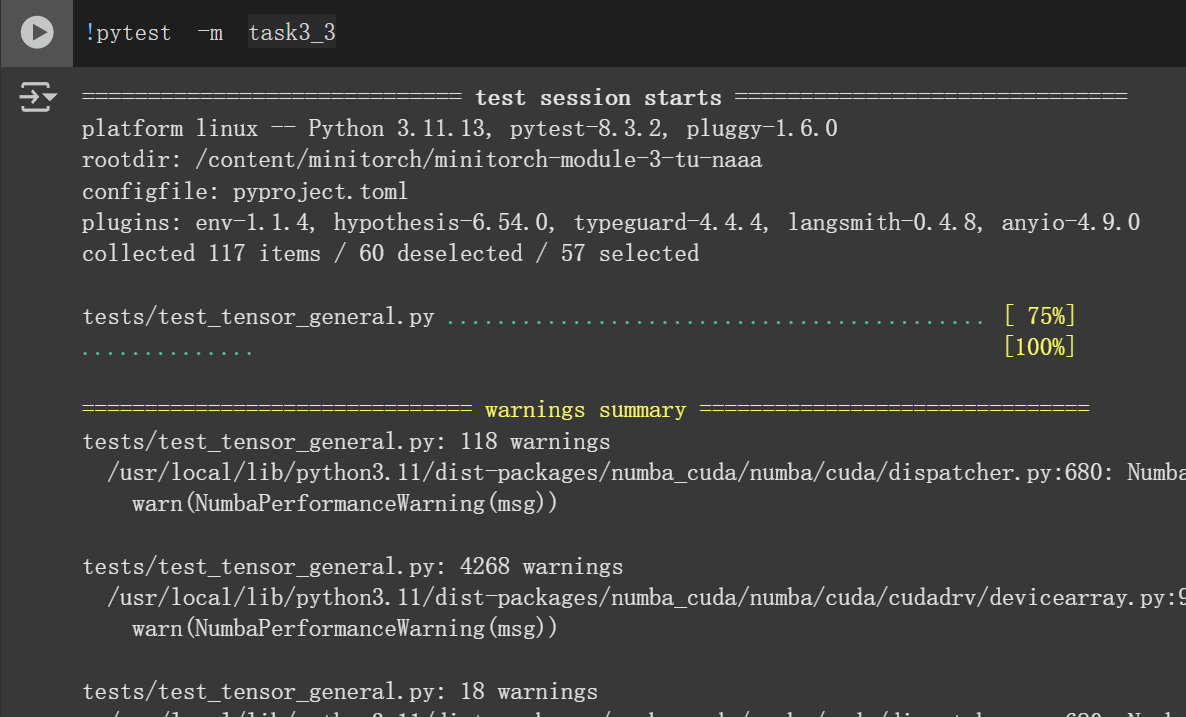 !pytest  -m  task3_3
============================== test session starts ===============================
platform linux -- Python 3.11.13, pytest-8.3.2, pluggy-1.6.0
rootdir: /content/minitorch/minitorch-module-3-tu-naaa
configfile: pyproject.toml
plugins: env-1.1.4, hypothesis-6.54.0, typeguard-4.4.4, langsmith-0.4.8, anyio-4.9.0
collected 117 items / 60 deselected / 57 selected
tests/test_tensor_general.py ........................................... [ 75%]
.............. [100%]
=============================== warnings summary ===============================
tests/test_tensor_general.py: 118 warnings
/usr/local/lib/python3.11/dist-packages/numba_cuda/numba/cuda/dispatcher.py:680: Numba
warn(NumbaPerformanceWarning(msg))
tests/test_tensor_general.py: 4268 warnings
/usr/local/lib/python3.11/dist-packages/numba_cuda/numba/cuda/cudadrv/devicearray.py:9
warn(NumbaPerformanceWarning(msg))
tests/test_tensor_general.py: 18 warnings